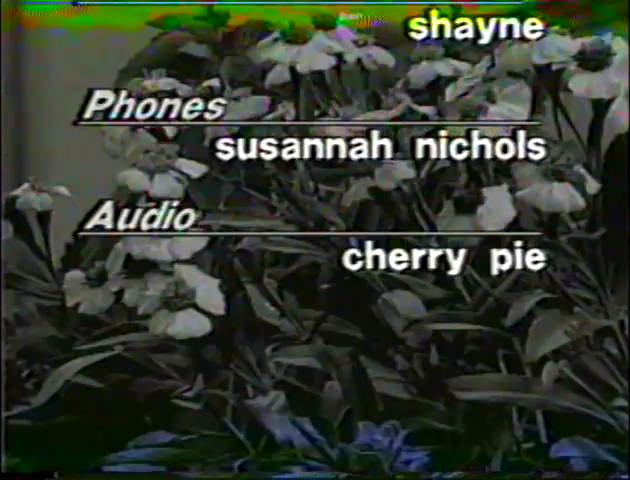 shayne
Phones
susannah nichols
Audio
cherry pie